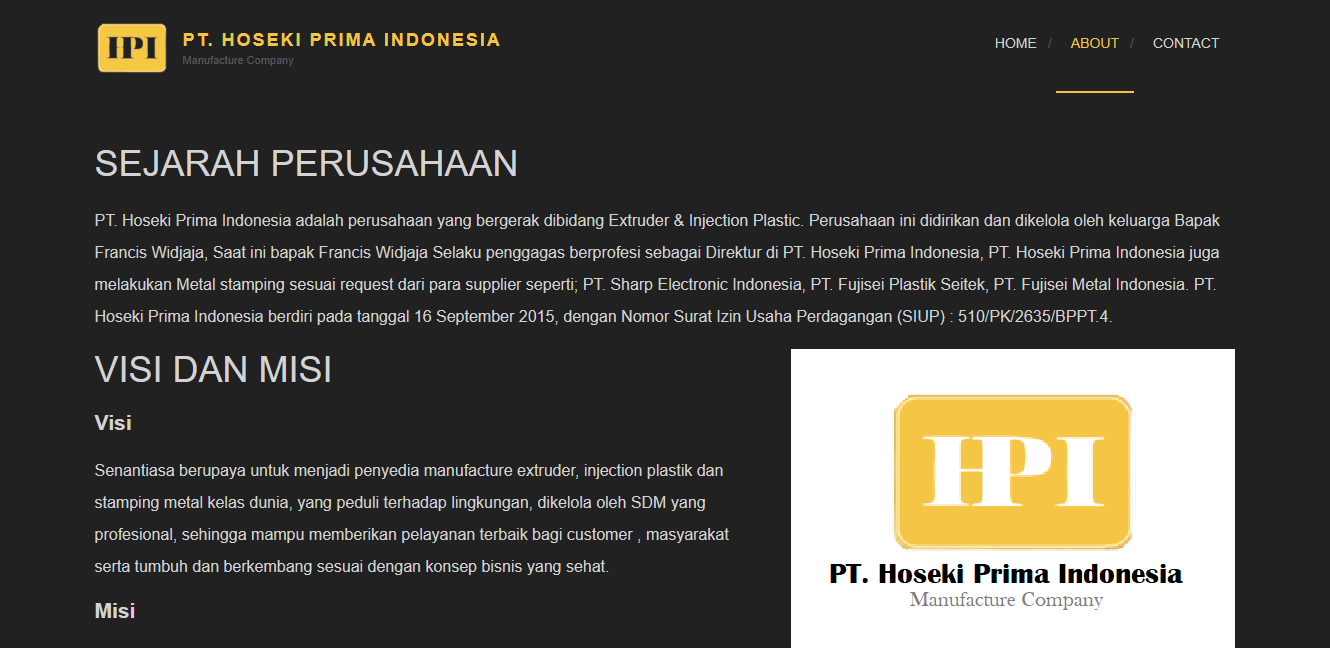 HPI
PT. HOSEKI PRIMA INDONESIA
Manufacture Company
HOME / ABOUT / CONTACT
SEJARAH PERUSAHAAN
PT. Hoseki Prima Indonesia adalah perusahaan yang bergerak dibidang Extruder & Injection Plastic. Perusahaan ini didirikan dan dikelola oleh keluarga Bapak
Francis Widjaja, Saat ini bapak Francis Widjaja Selaku penggagas berprofesi sebagai Direktur di PT. Hoseki Prima Indonesia, PT. Hoseki Prima Indonesia juga
melakukan Metal stamping sesuai request dari para supplier seperti; PT. Sharp Electronic Indonesia, PT. Fujisei Plastik Seitek, PT. Fujisei Metal Indonesia. PT.
Hoseki Prima Indonesia berdiri pada tanggal 16 September 2015, dengan Nomor Surat Izin Usaha Perdagangan (SIUP) : 510/PK/2635/BPPT.4.
VISI DAN MISI
Visi
Senantiasa berupaya untuk menjadi penyedia manufacture extruder, injection plastik dan
stamping metal kelas dunia, yang peduli terhadap lingkungan, dikelola oleh SDM yang
profesional, sehingga mampu memberikan pelayanan terbaik bagi customer , masyarakat
serta tumbuh dan berkembang sesuai dengan konsep bisnis yang sehat.
Misi
HPI
PT. Hoseki Prima Indonesia
Manufacture Company